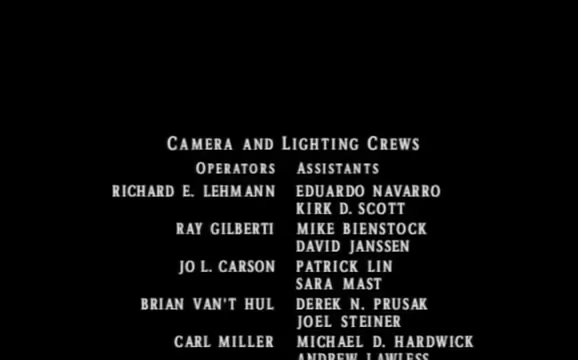 CAMERA AND LIGHTING CREWS
OPERATORS ASSISTANTS
RICHARD E. LEHMANN EDUARDO NAVARRO
KIRK D. SCOTT
RAY GILBERTI MIKE BIENSTOCK
DAVID JANSSEN
JO L. CARSON PATRICK LIN
SARA MAST
BRIAN VAN'T HUL DEREK N. PRUSAK
JOEL STEINER
CARL MILLER MICHAEL D. HARDWICK
ANDREW LAWLESS